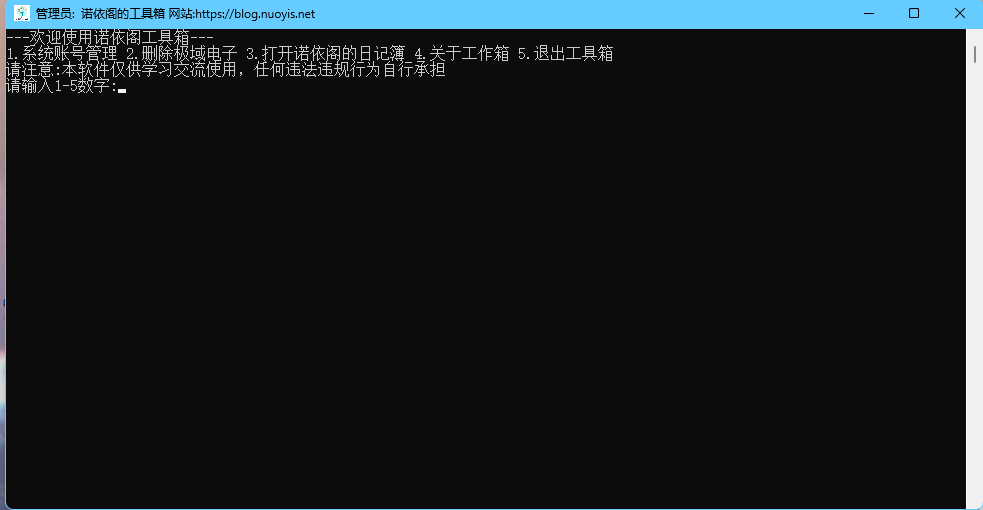 管理员: 诺依阁的工具箱 网站:https://blog.nuoyis.net
---欢迎使用诺依阁工具箱---
1.系统账号管理 2.删除极域电子 3.打开诺依阁的日记簿 4.关于工作箱 5.退出工具箱
请注意:本软件仅供学习交流使用，任何违法违规行为自行承担
请输入1-5数字: